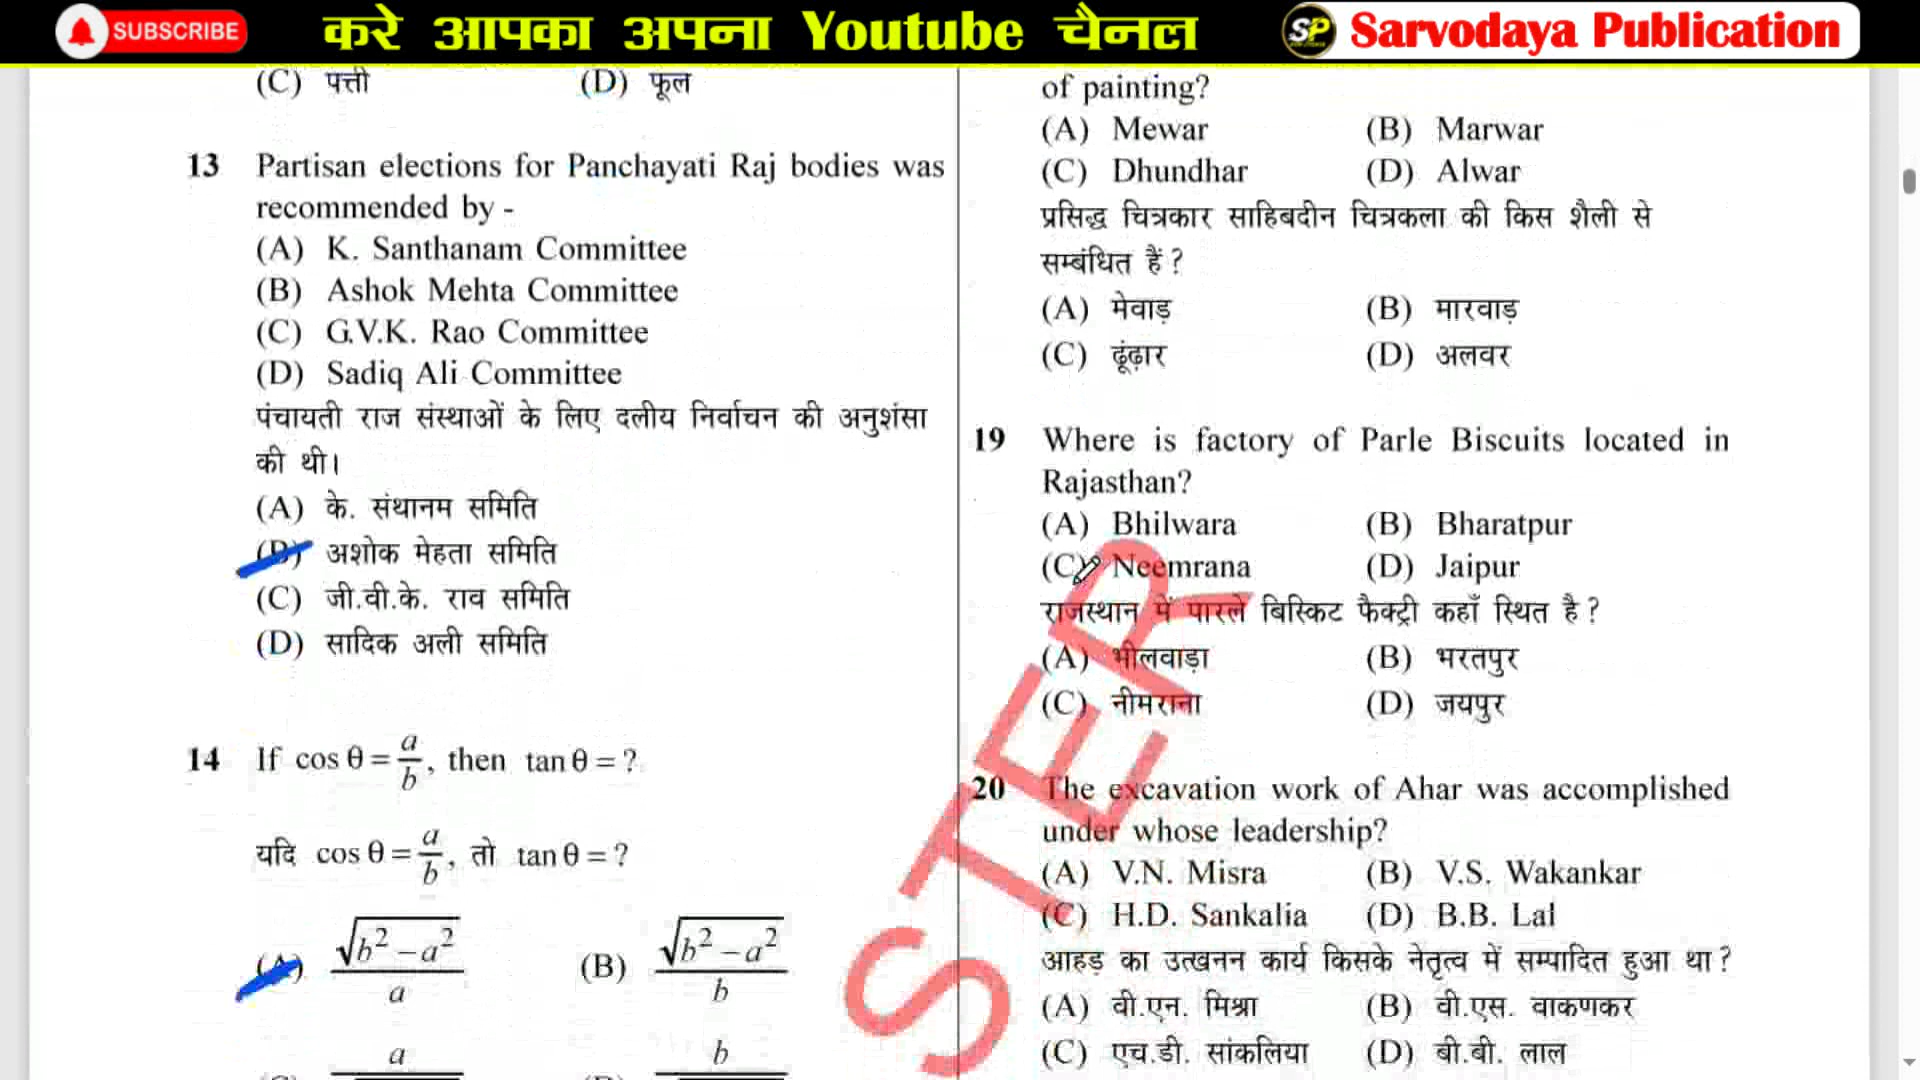 SUBSCRIBE
करे आपका अपना Youtube चैनल
SP
Sarvodaya Publication
(C) पत्ती (D) फूल
13 Partisan elections for Panchayati Raj bodies was
recommended by -
(A) K. Santhanam Committee
(B) Ashok Mehta Committee
(C) G.V.K. Rao Committee
(D) Sadiq Ali Committee
पंचायती राज संस्थाओं के लिए दलीय निर्वाचन की अनुशंसा
की थी।
(A) के. संथानम समिति
(B) अशोक मेहता समिति
(C) जी.वी.के. राव समिति
(D) सादिक अली समिति
14 If cos θ = a/b, then tan θ = ?
यदि cos θ = a/b, तो tan θ = ?
(A) √(b² – a²)/a (B) √(b² – a²)/b
a b
of painting?
(A) Mewar (B) Marwar
(C) Dhundhar (D) Alwar
प्रसिद्ध चित्रकार साहिबदीन चित्रकला की किस शैली से
सम्बंधित हैं ?
(A) मेवाड़ (B) मारवाड़
(C) ढूंढ़ार (D) अलवर
19 Where is factory of Parle Biscuits located in
Rajasthan?
(A) Bhilwara (B) Bharatpur
(C) Neemrana (D) Jaipur
राजस्थान में पारले बिस्किट फैक्ट्री कहाँ स्थित है ?
(A) भीलवाड़ा (B) भरतपुर
(C) नीमराना (D) जयपुर
20 The excavation work of Ahar was accomplished
under whose leadership?
(A) V.N. Misra (B) V.S. Wakankar
(C) H.D. Sankalia (D) B.B. Lal
आहड़ का उत्खनन कार्य किसके नेतृत्व में सम्पादित हुआ था ?
(A) वी.एन. मिश्रा (B) वी.एस. वाकणकर
(C) एच.डी. सांकलिया (D) बी.बी. लाल
STER